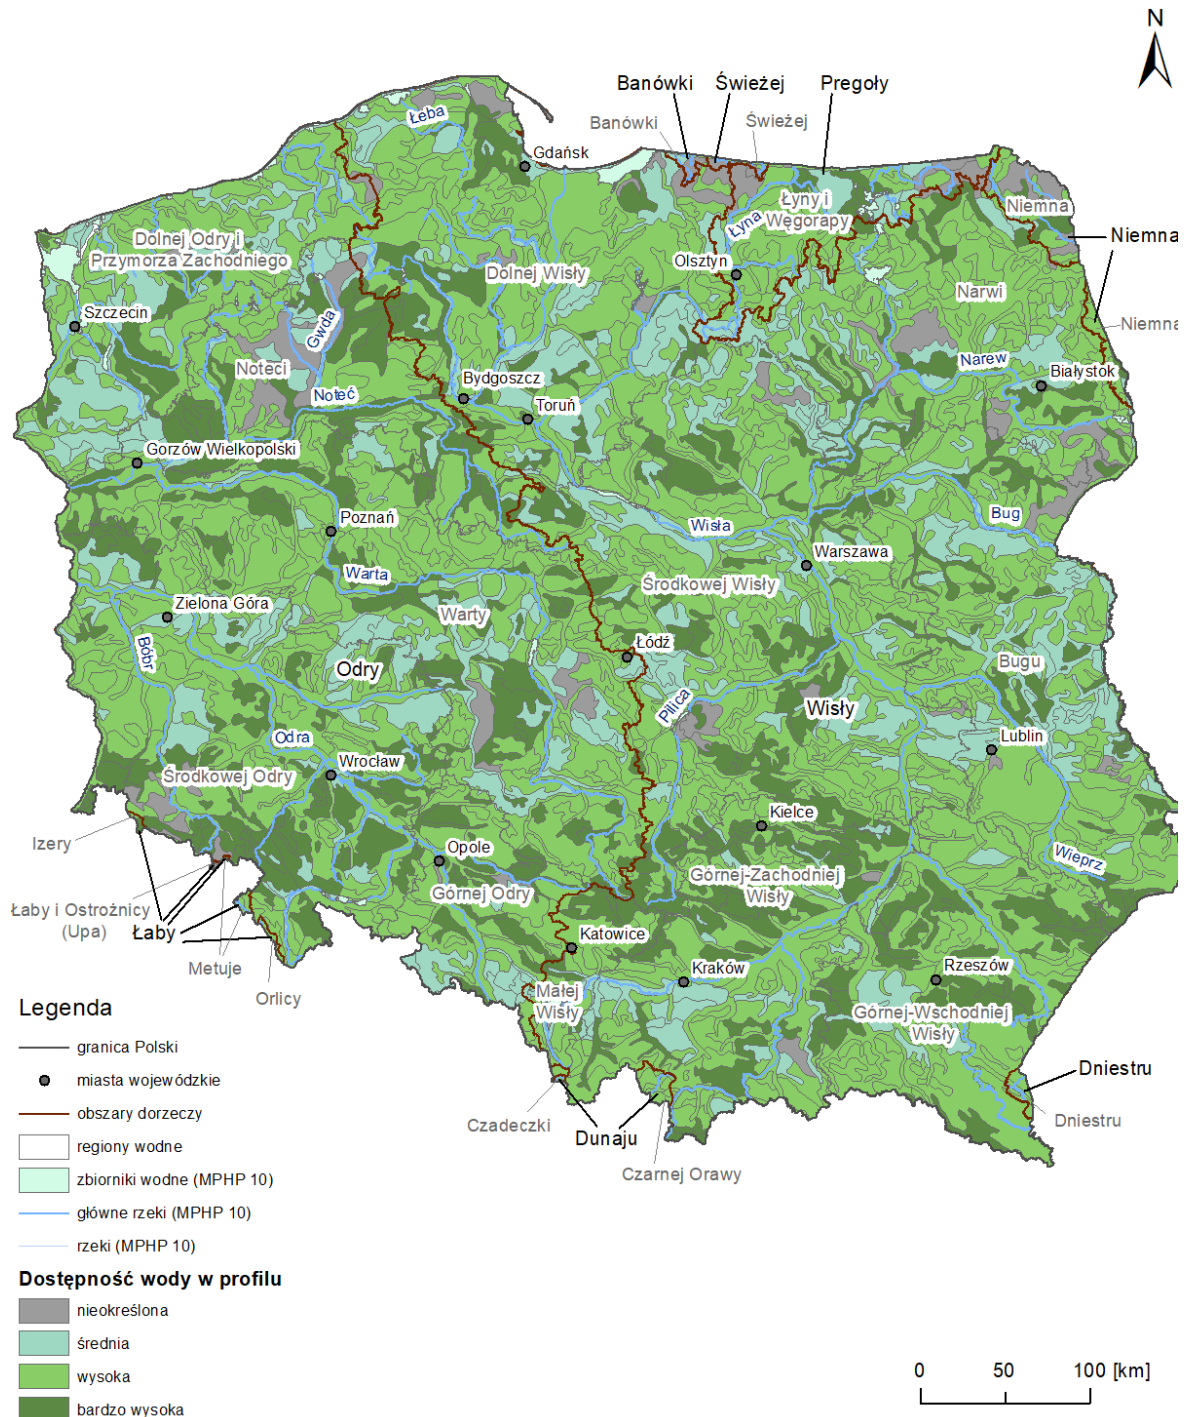 N
Banówki
Świeżej
Pregoły
Banówki
Świeżej
Łeba
Gdańsk
Łyny i
Węgorapy
Łyna
Niemna
Niemna
Dolnej Odry i
Przymorza Zachodniego
Dolnej Wisły
Olsztyn
Narwi
Szczecin
Gwda
Niemna
Noteci
Narew
Białystok
Bydgoszcz
Noteć
Toruń
Gorzów Wielkopolski
Poznań
Wisła
Bug
Warszawa
Warta
Środkowej Wisły
Zielona Góra
Warty
Bóbr
Łódź
Odry
Bugu
Pilica
Wisły
Odra
Lublin
Wrocław
Środkowej Odry
Kielce
Izery
Opole
Wieprz
Górnej Odry
Górnej-Zachodniej
Wisły
Łaby i Ostrożnicy
(Upa)
Łaby
Katowice
Metuje
Kraków
Rzeszów
Orlicy
Małej
Wisły
Górnej-Wschodniej
Wisły
Dniestru
Czadeczki
Dunaju
Dniestru
Czarnej Orawy
Legenda
granica Polski
miasta wojewódzkie
obszary dorzeczy
regiony wodne
zbiorniki wodne (MPHP 10)
główne rzeki (MPHP 10)
rzeki (MPHP 10)
Dostępność wody w profilu
nieokreślona
średnia
wysoka
bardzo wysoka
0 50 100 [km]